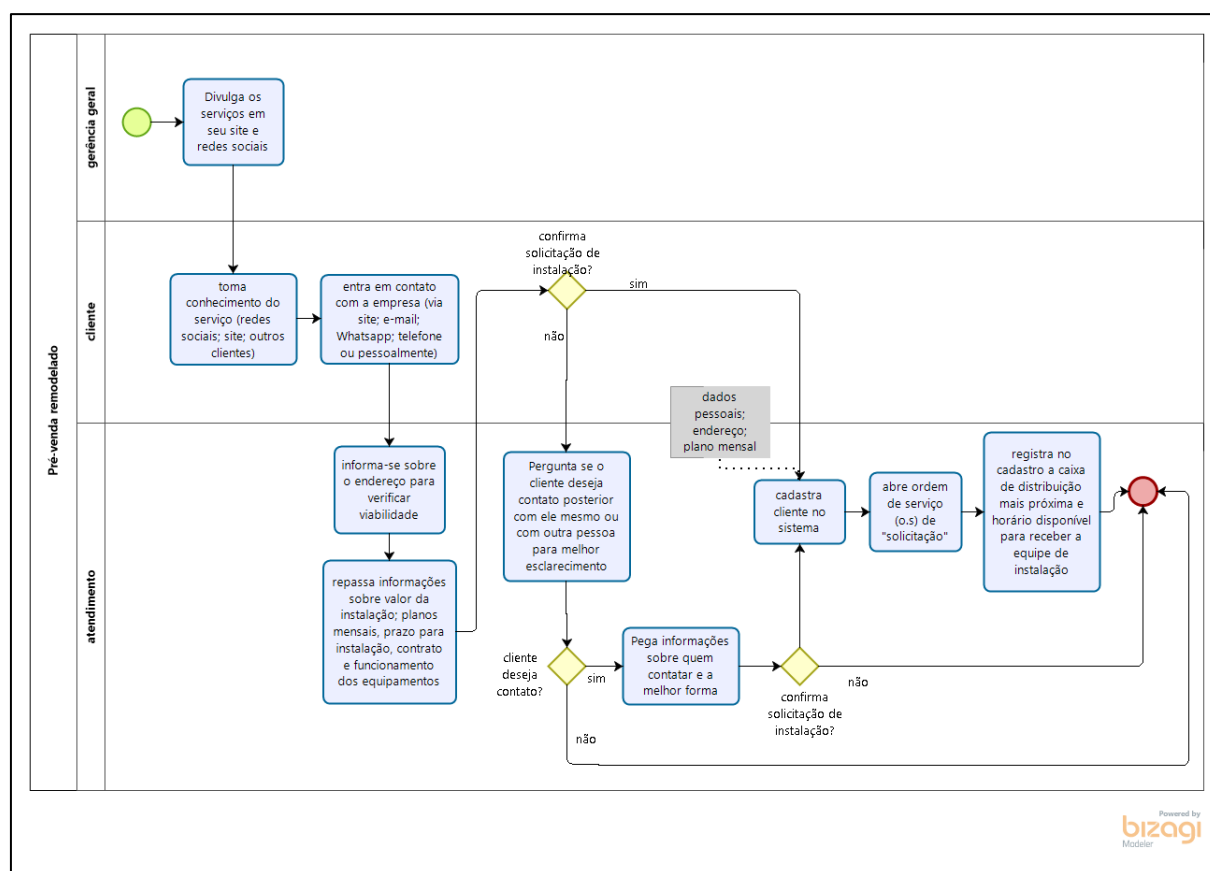 Pré-venda remodelado
gerência geral
Divulga os
serviços em
seu site e
redes sociais
cliente
toma
conhecimento do
serviço (redes
sociais; site; outros
clientes)
entra em contato
com a empresa (via
site; e-mail;
Whatsapp; telefone
ou pessoalmente)
confirma
solicitação de
instalação?
sim
não
dados
pessoais;
endereço;
plano mensal
atendimento
informa-se sobre
o endereço para
verificar
viabilidade
repassa informações
sobre valor da
instalação; planos
mensais, prazo para
instalação, contrato
e funcionamento
dos equipamentos
Pergunta se o
cliente deseja
contato posterior
com ele mesmo ou
com outra pessoa
para melhor
esclarecimento
cliente
deseja
contato?
sim
não
Pega informações
sobre quem
contatar e a
melhor forma
confirma
solicitação de
instalação?
não
cadastra
cliente no
sistema
abre ordem
de serviço
(o.s) de
"solicitação"
registra no
cadastro a caixa
de distribuição
mais próxima e
horário disponível
para receber a
equipe de
instalação
Powered by
bizagi
Modeler